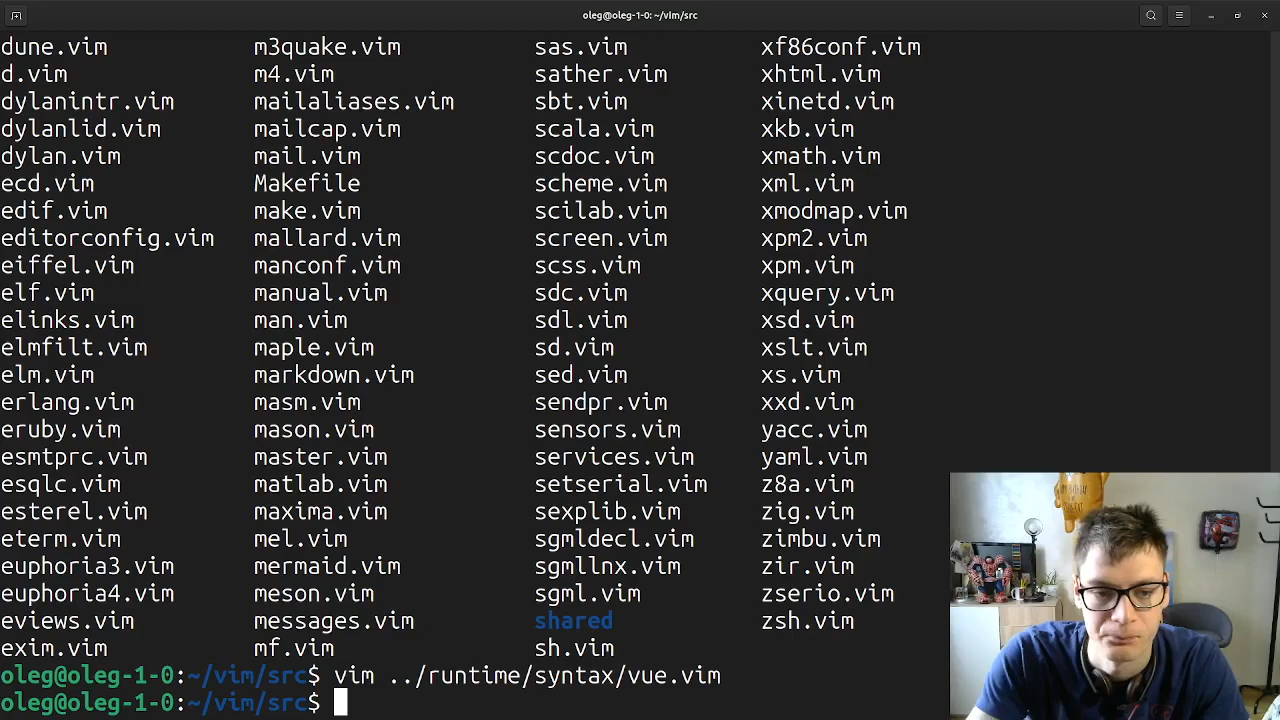 oleg@oleg-1-0: ~/vim/src
dune.vim m3quake.vim sas.vim xf86conf.vim
d.vim m4.vim sather.vim xhtml.vim
dylanintr.vim mailaliases.vim sbt.vim xinetd.vim
dylanlid.vim mailcap.vim scala.vim xkb.vim
dylan.vim mail.vim scdoc.vim xmath.vim
ecd.vim Makefile scheme.vim xml.vim
edif.vim make.vim scilab.vim xmodmap.vim
editorconfig.vim mallard.vim screen.vim xpm2.vim
eiffel.vim manconf.vim scss.vim xpm.vim
elf.vim manual.vim sdc.vim xquery.vim
elinks.vim man.vim sdl.vim xsd.vim
elmfilt.vim maple.vim sd.vim xslt.vim
elm.vim markdown.vim sed.vim xs.vim
erlang.vim masm.vim sendpr.vim xxd.vim
eruby.vim mason.vim sensors.vim yacc.vim
esmtprc.vim master.vim services.vim yaml.vim
esqlc.vim matlab.vim setserial.vim z8a.vim
esterel.vim maxima.vim sexplib.vim zig.vim
eterm.vim mel.vim sgmldecl.vim zimbu.vim
euphoria3.vim mermaid.vim sgmllnx.vim zir.vim
euphoria4.vim meson.vim sgml.vim zserio.vim
eviews.vim messages.vim shared zsh.vim
exim.vim mf.vim sh.vim
oleg@oleg-1-0:~/vim/src$ vim ../runtime/syntax/vue.vim
oleg@oleg-1-0:~/vim/src$